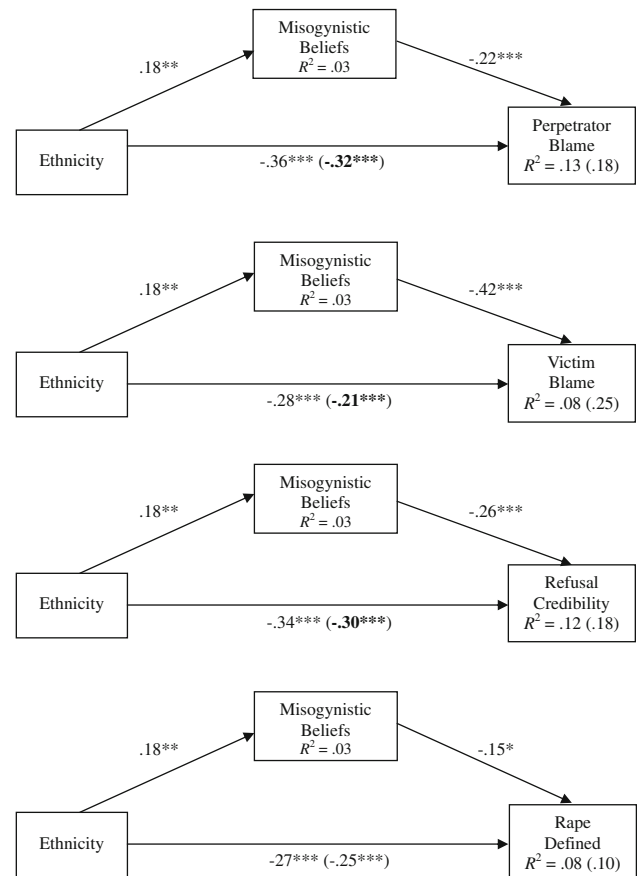 Misogynistic
Beliefs
R² = .03
.18**
-.22***
Ethnicity
Perpetrator
Blame
R² = .13 (.18)
-.36*** (-.32***)
Misogynistic
Beliefs
R² = .03
.18**
-.42***
Ethnicity
Victim
Blame
R² = .08 (.25)
-.28*** (-.21***)
Misogynistic
Beliefs
R² = .03
.18**
-.26***
Ethnicity
Refusal
Credibility
R² = .12 (.18)
-.34*** (-.30***)
Misogynistic
Beliefs
R² = .03
.18**
-.15*
Ethnicity
Rape
Defined
R² = .08 (.10)
-27*** (-.25***)